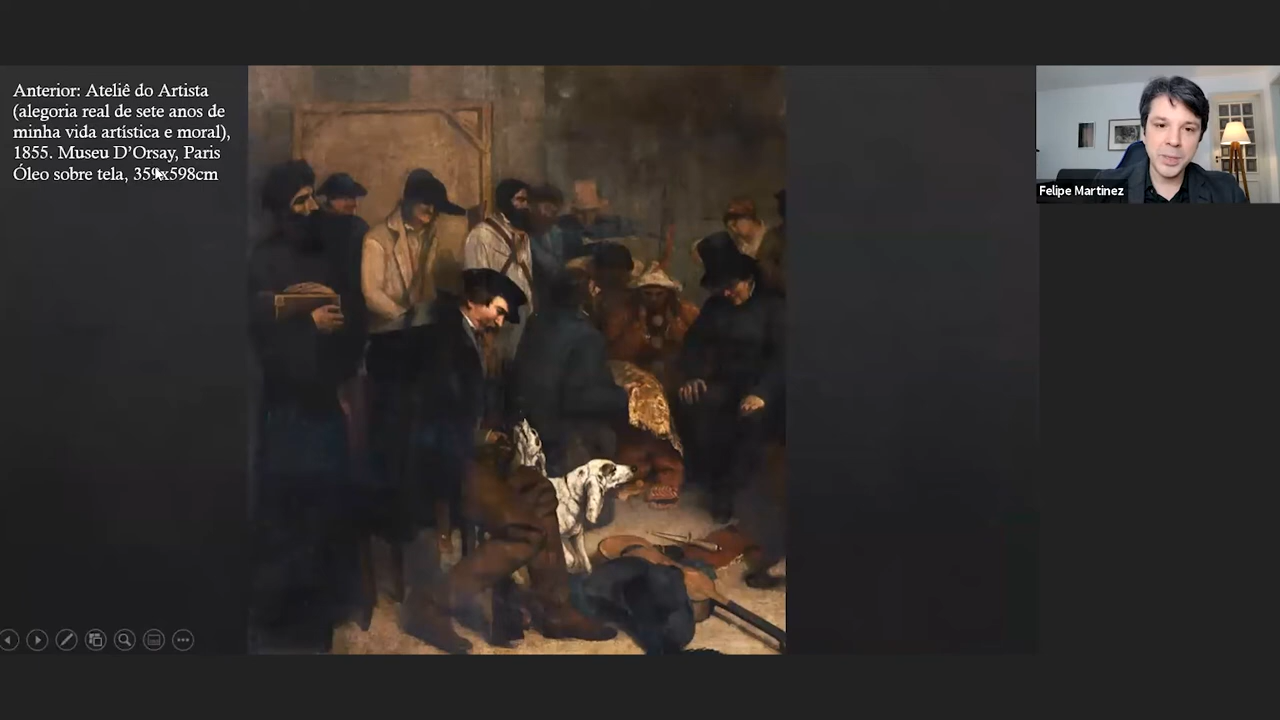 Anterior: Ateliê do Artista
(alegoria real de sete anos de
minha vida artística e moral),
1855. Museu D'Orsay, Paris
Óleo sobre tela, 359x598cm
Felipe Martinez